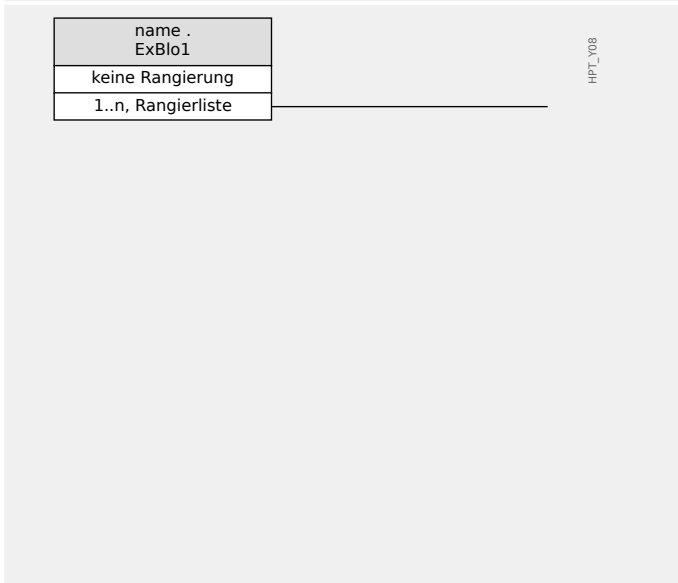 name .
ExBlo1
keine Rangierung
1..n, Rangierliste
HPT_Y08